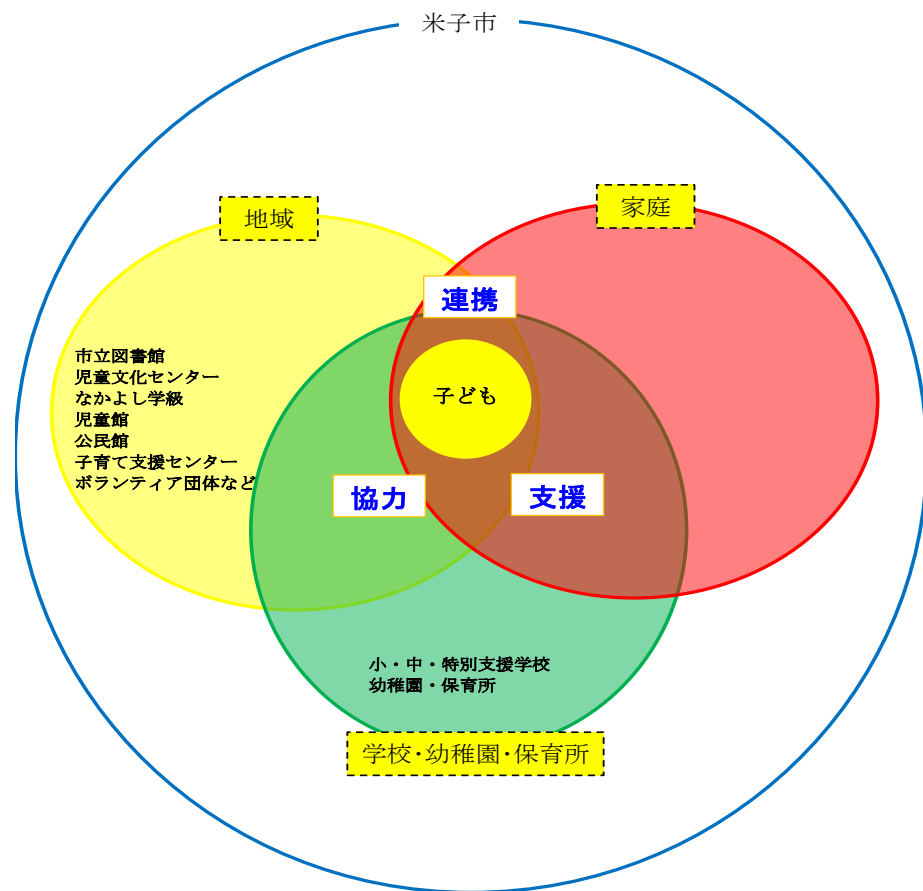 米子市
地域
家庭
連携
市立図書館
児童文化センター
なかよし学級
児童館
公民館
子育て支援センター
ボランティア団体など
子ども
協力
支援
小・中・特別支援学校
幼稚園・保育所
学校・幼稚園・保育所